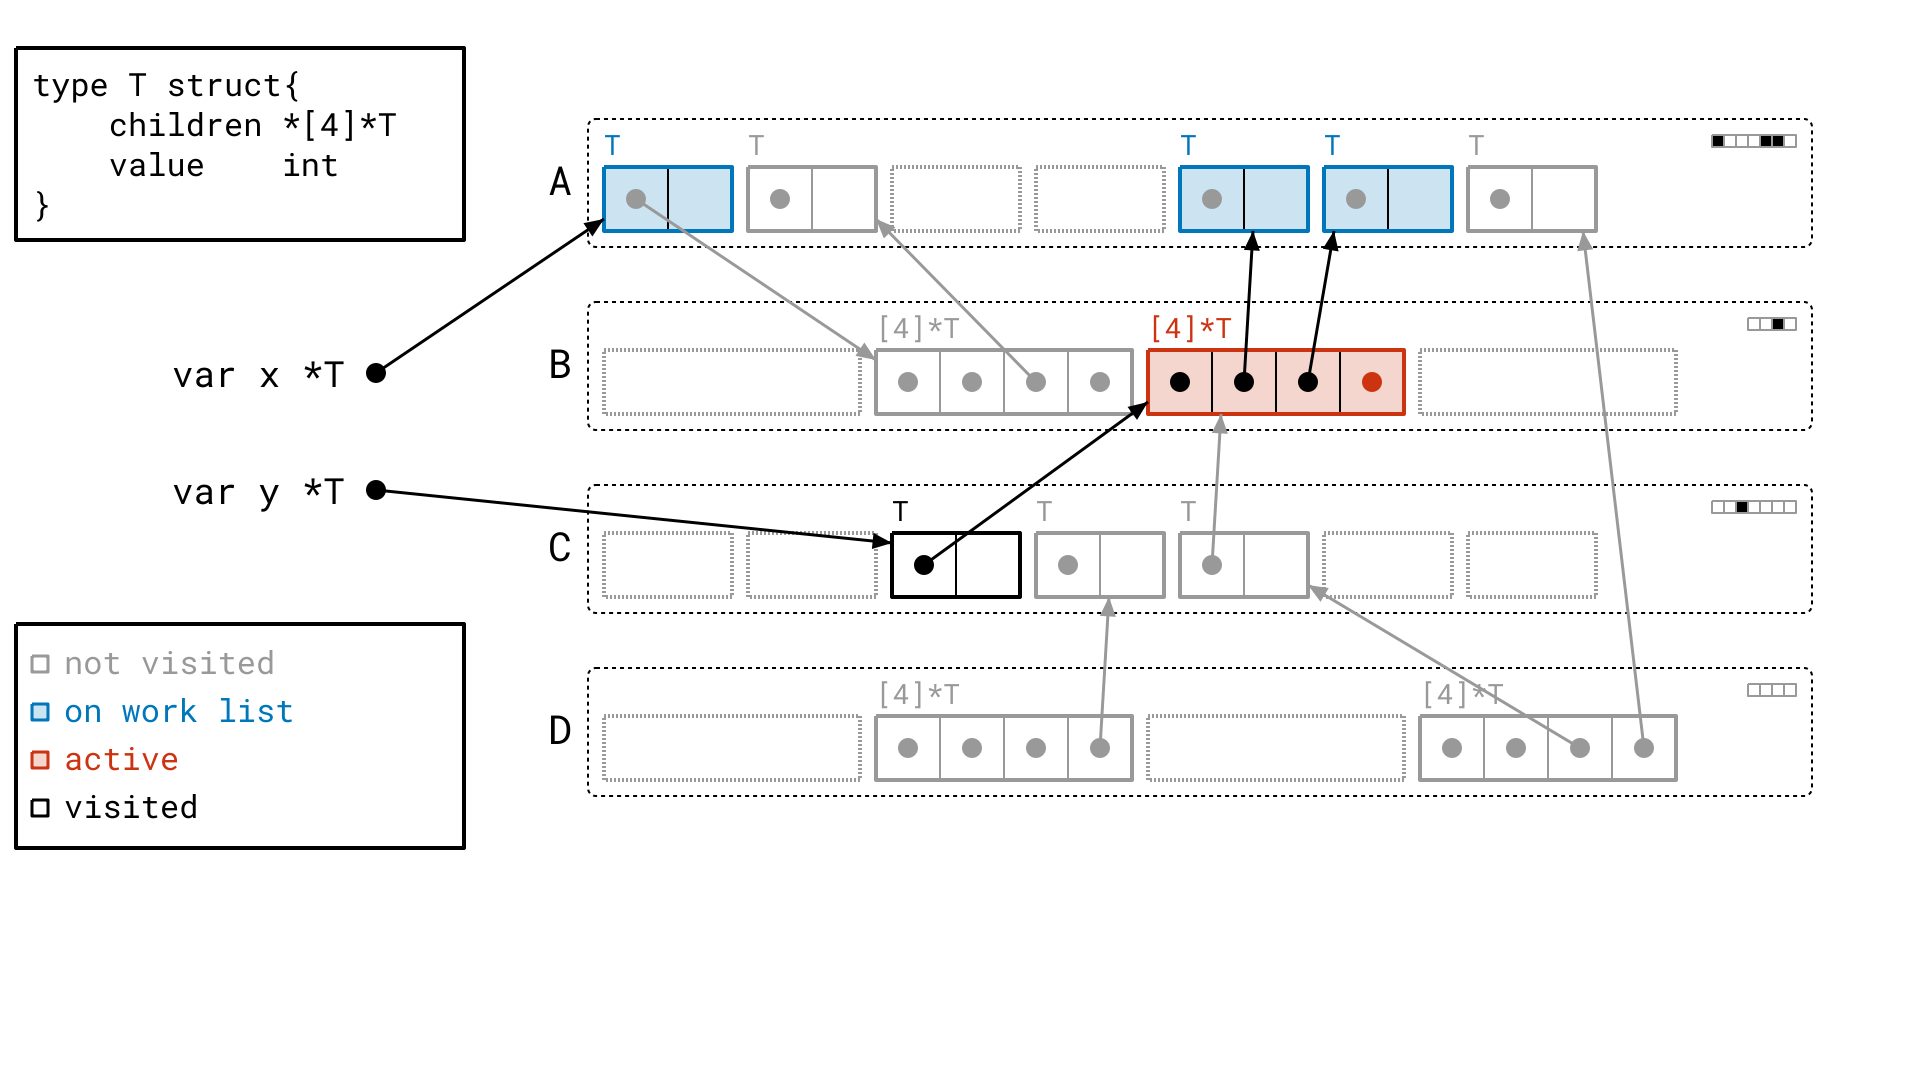 type T struct{
    children *[4]*T
    value    int
}
var x *T
var y *T
not visited
on work list
active
visited
A
T T T T T
B
[4]*T [4]*T
C
T T T
D
[4]*T [4]*T